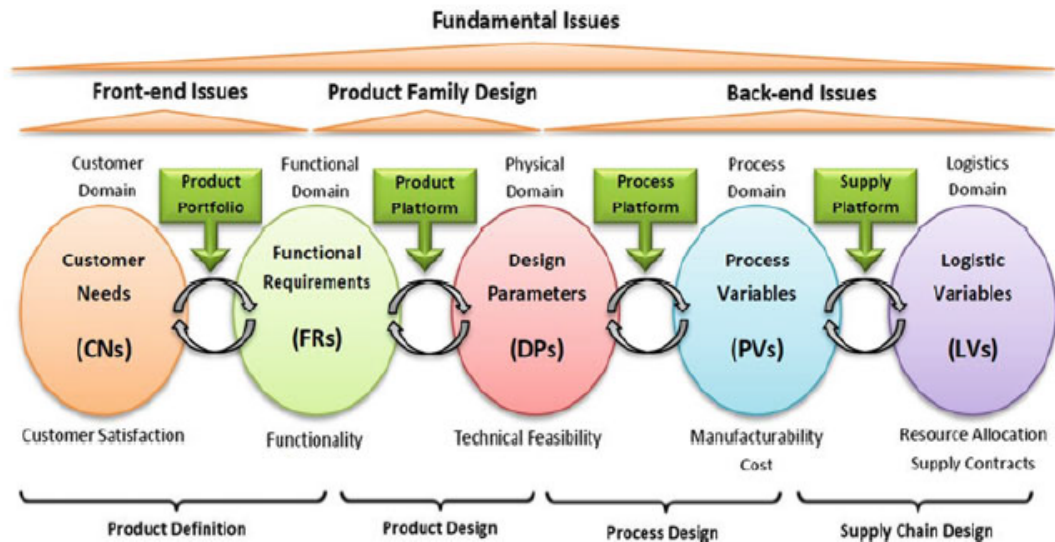 Fundamental Issues
Front-end Issues
Product Family Design
Back-end Issues
Customer
Domain
Product
Portfolio
Functional
Domain
Product
Platform
Physical
Domain
Process
Platform
Process
Domain
Supply
Platform
Logistics
Domain
Customer
Needs
(CNs)
Functional
Requirements
(FRs)
Design
Parameters
(DPs)
Process
Variables
(PVs)
Logistic
Variables
(LVs)
Customer Satisfaction
Functionality
Technical Feasibility
Manufacturability
Cost
Resource Allocation
Supply Contracts
Product Definition
Product Design
Process Design
Supply Chain Design